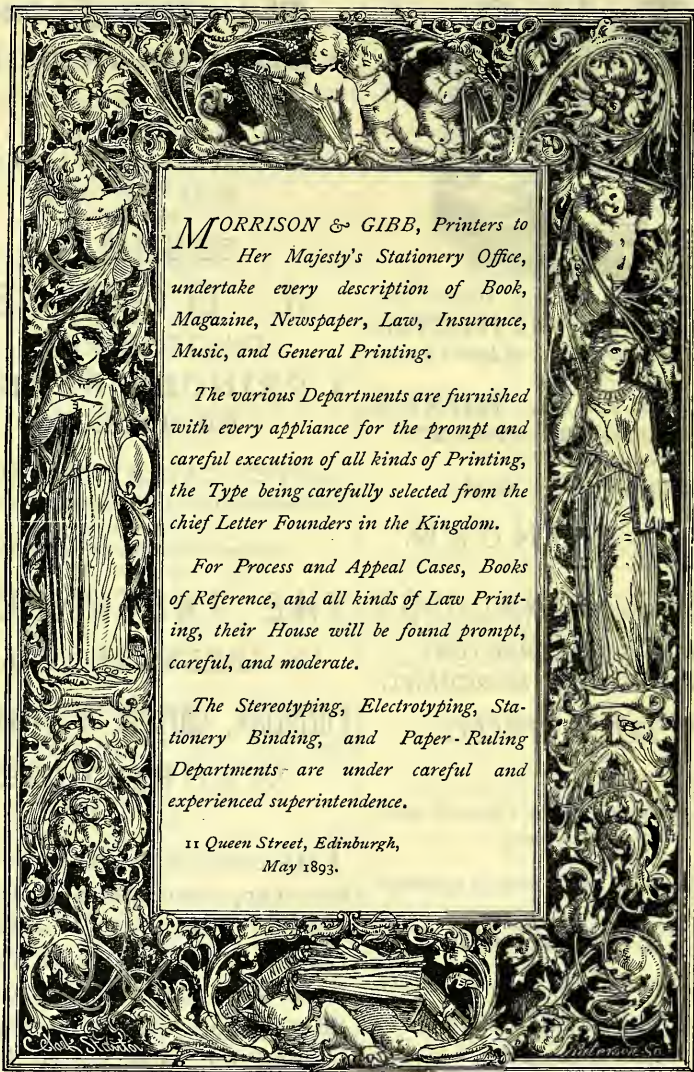 MORRISON & GIBB, Printers to
Her Majesty's Stationery Office,
undertake every description of Book,
Magazine, Newspaper, Law, Insurance,
Music, and General Printing.
The various Departments are furnished
with every appliance for the prompt and
careful execution of all kinds of Printing,
the Type being carefully selected from the
chief Letter Founders in the Kingdom.
For Process and Appeal Cases, Books
of Reference, and all kinds of Law Print-
ing, their House will be found prompt,
careful, and moderate.
The Stereotyping, Electrotyping, Sta-
tionery Binding, and Paper-Ruling
Departments are under careful and
experienced superintendence.
11 Queen Street, Edinburgh,
May 1893.
Clark Stanton